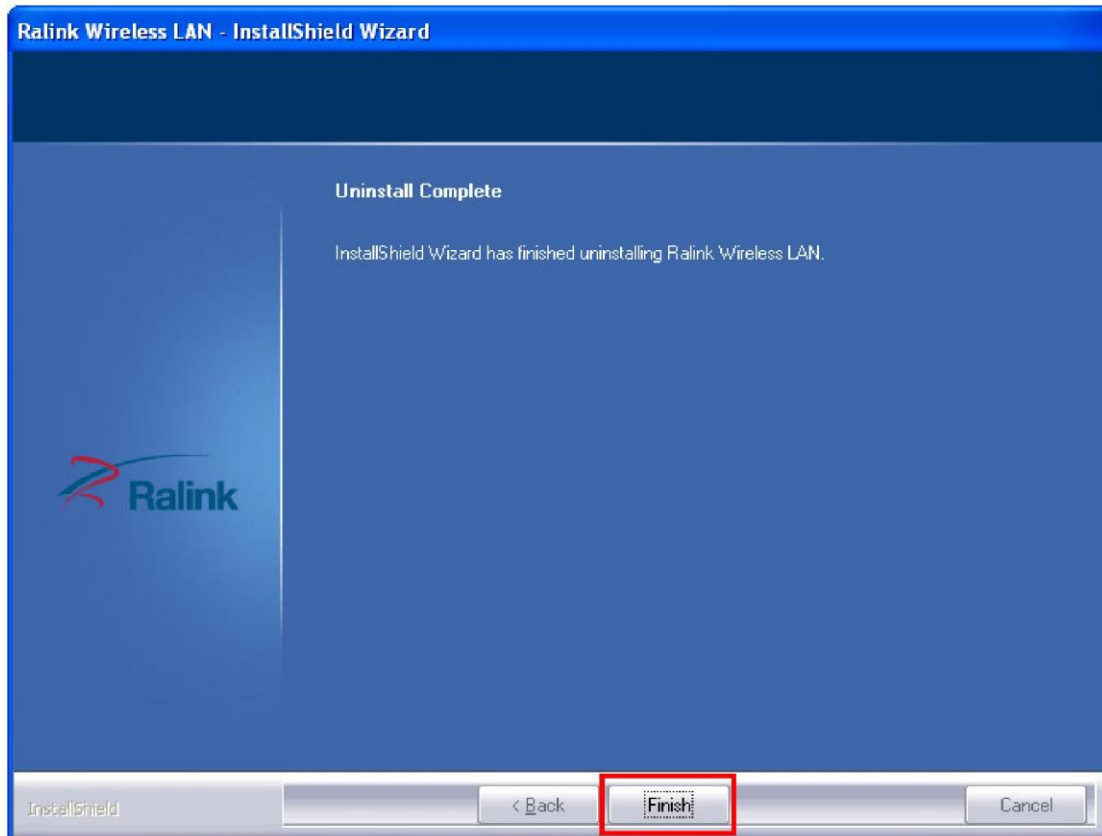 Ralink Wireless LAN - InstallShield Wizard
Uninstall Complete
InstallShield Wizard has finished uninstalling Ralink Wireless LAN.
Ralink
InstallShield
< Back
Finish
Cancel